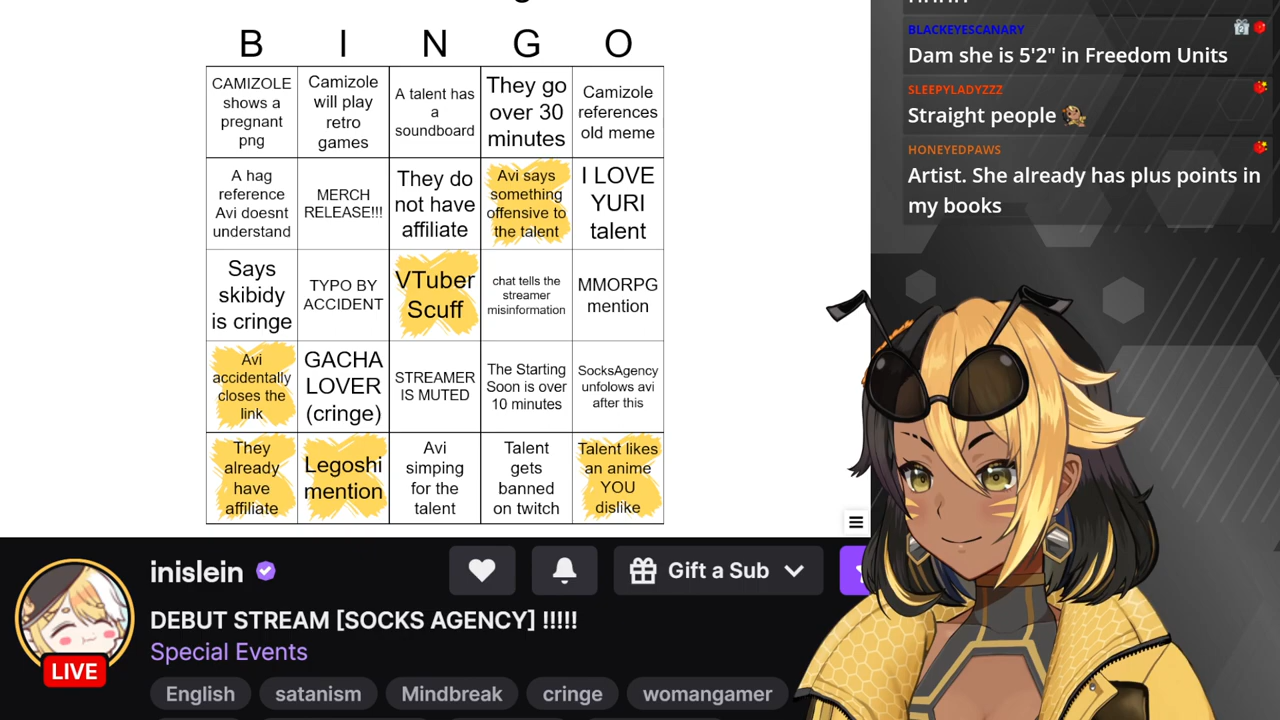 B I N G O
CAMIZOLE
shows a
pregnant
png
Camizole
will play
retro
games
A talent has
a
soundboard
They go
over 30
minutes
Camizole
references
old meme
A hag
reference
Avi doesnt
understand
MERCH
RELEASE!!!
They do
not have
affiliate
Avi says
something
offensive to
the talent
I LOVE
YURI
talent
Says
skibidy
is cringe
TYPO BY
ACCIDENT
VTuber
Scuff
chat tells the
streamer
misinformation
MMORPG
mention
Avi
accidentally
closes the
link
GACHA
LOVER
(cringe)
STREAMER
IS MUTED
The Starting
Soon is over
10 minutes
SocksAgency
unfolows avi
after this
They
already
have
affiliate
Legoshi
mention
Avi
simping
for the
talent
Talent
gets
banned
on twitch
Talent likes
an anime
YOU
dislike
inislein
Gift a Sub
DEBUT STREAM [SOCKS AGENCY] !!!!!
Special Events
LIVE
English satanism Mindbreak cringe womangamer
BLACKEYESCANARY
2
Dam she is 5'2" in Freedom Units
SLEEPYLADYZZZ
Straight people
HONEYEDPAWS
Artist. She already has plus points in
my books